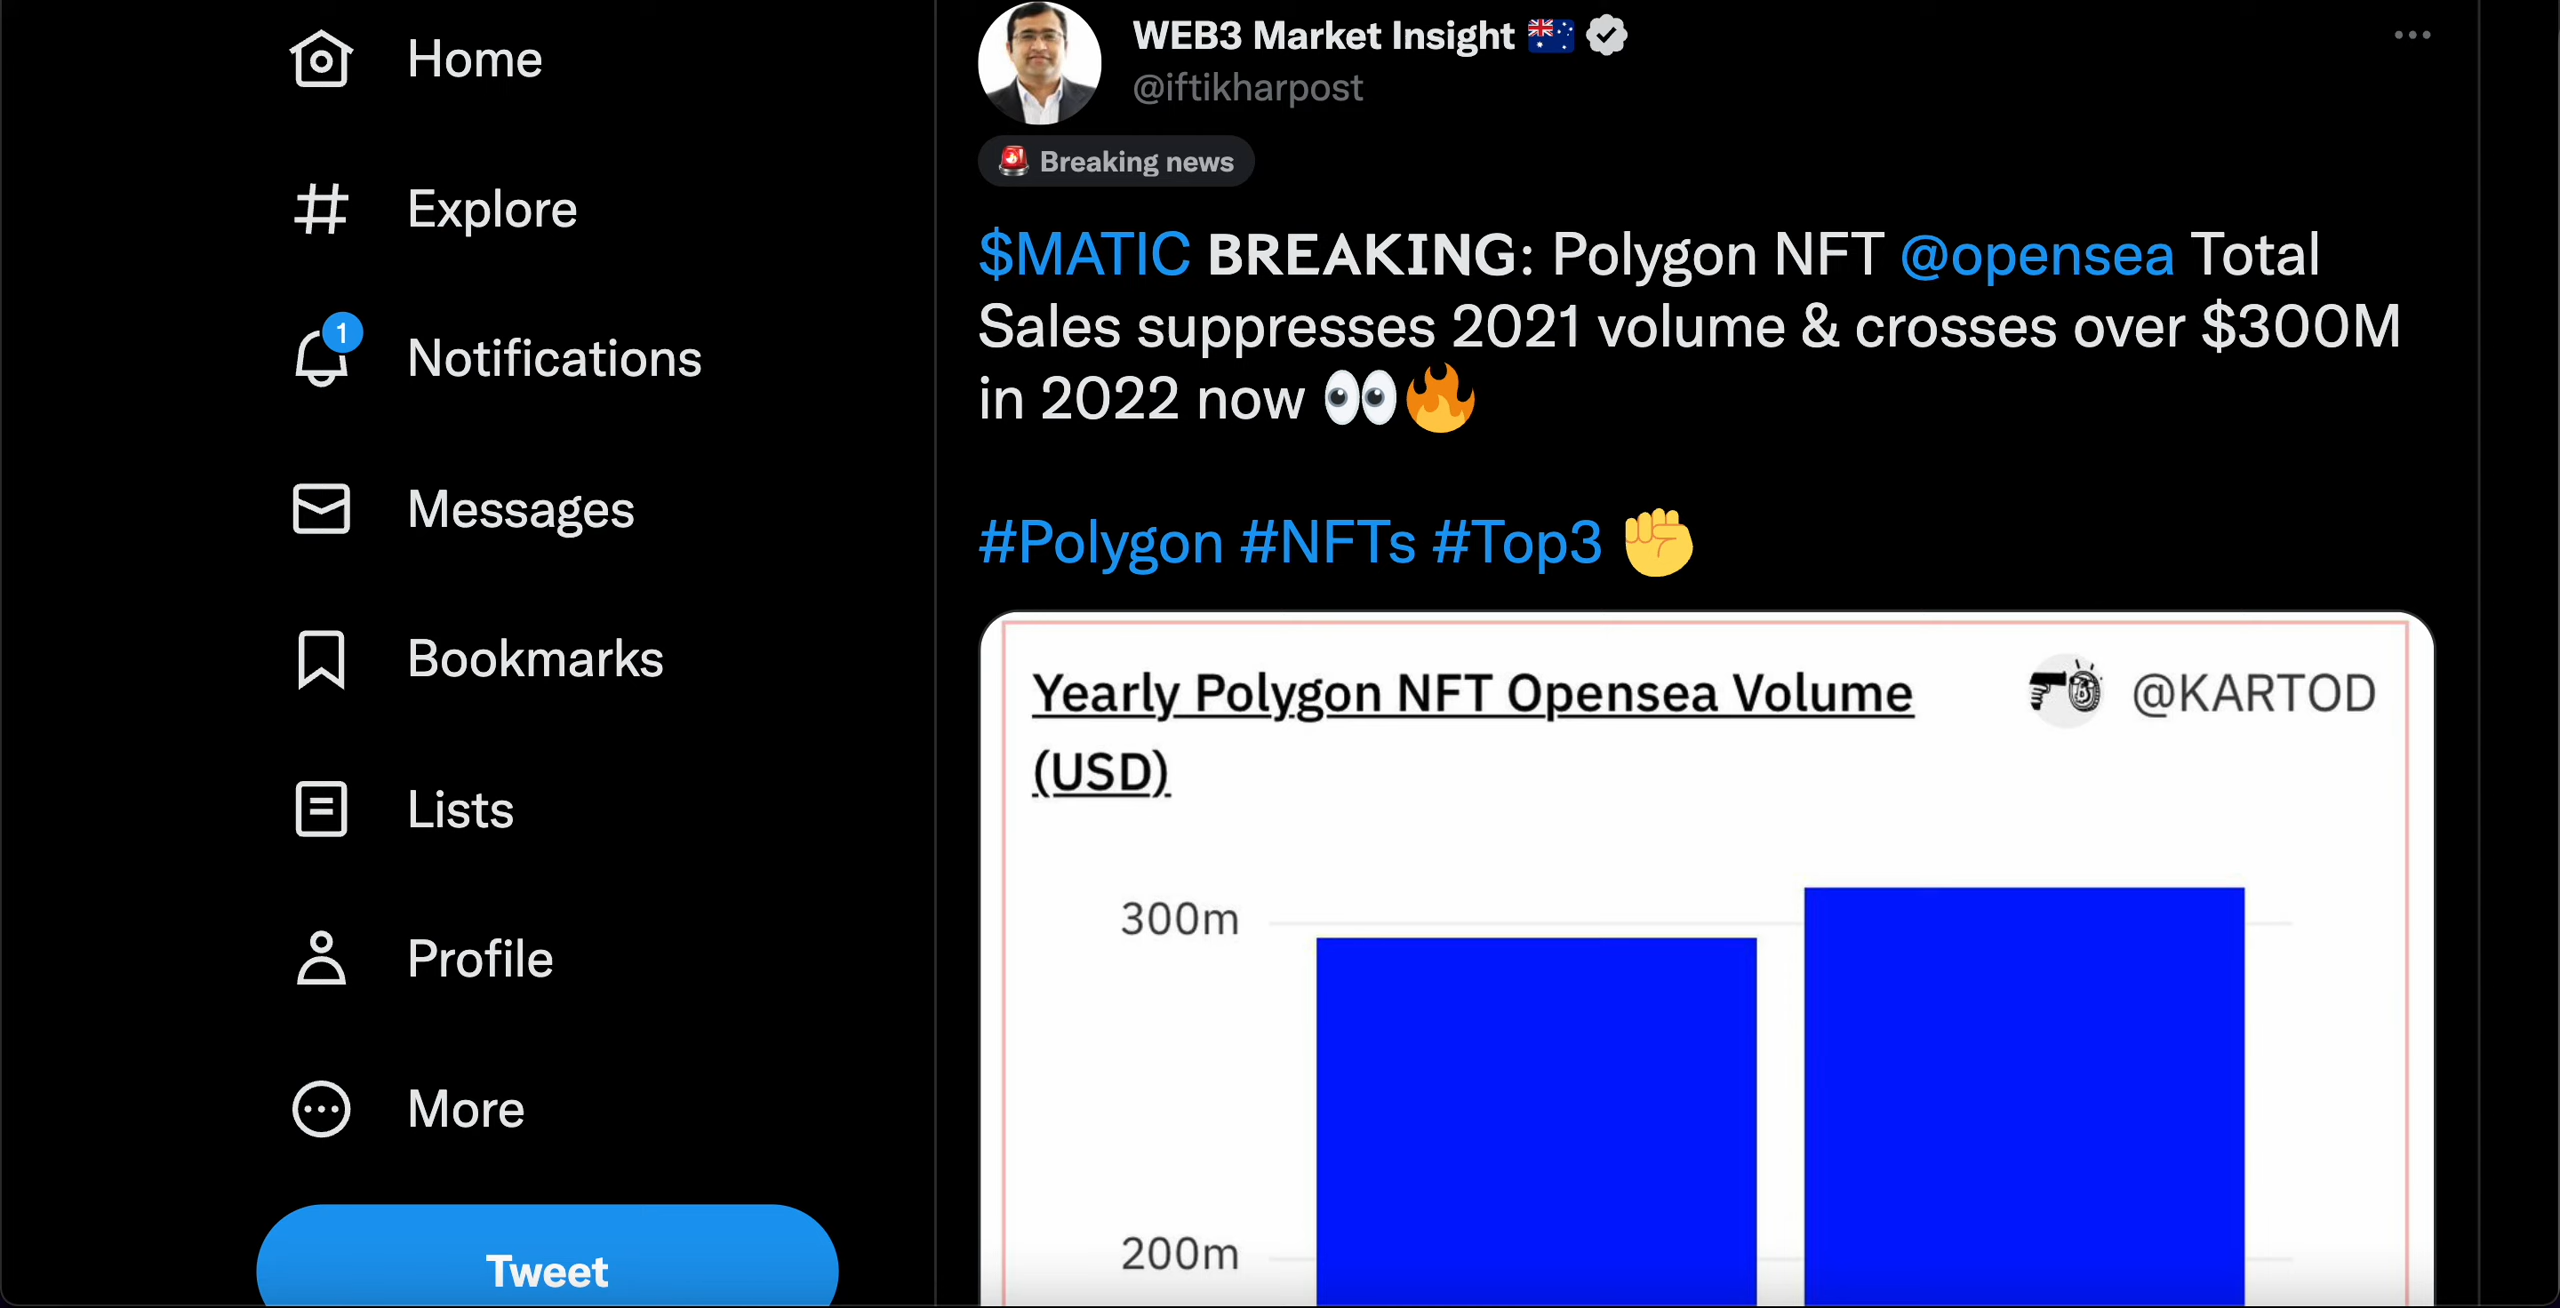 Home
Explore
1
Notifications
Messages
Bookmarks
Lists
Profile
More
Tweet
WEB3 Market Insight
@iftikharpost
Breaking news
$MATIC BREAKING: Polygon NFT @opensea Total
Sales suppresses 2021 volume & crosses over $300M
in 2022 now 👀🔥
#Polygon #NFTs #Top3 ✊
Yearly Polygon NFT Opensea Volume
(USD)
@KARTOD
300m
200m